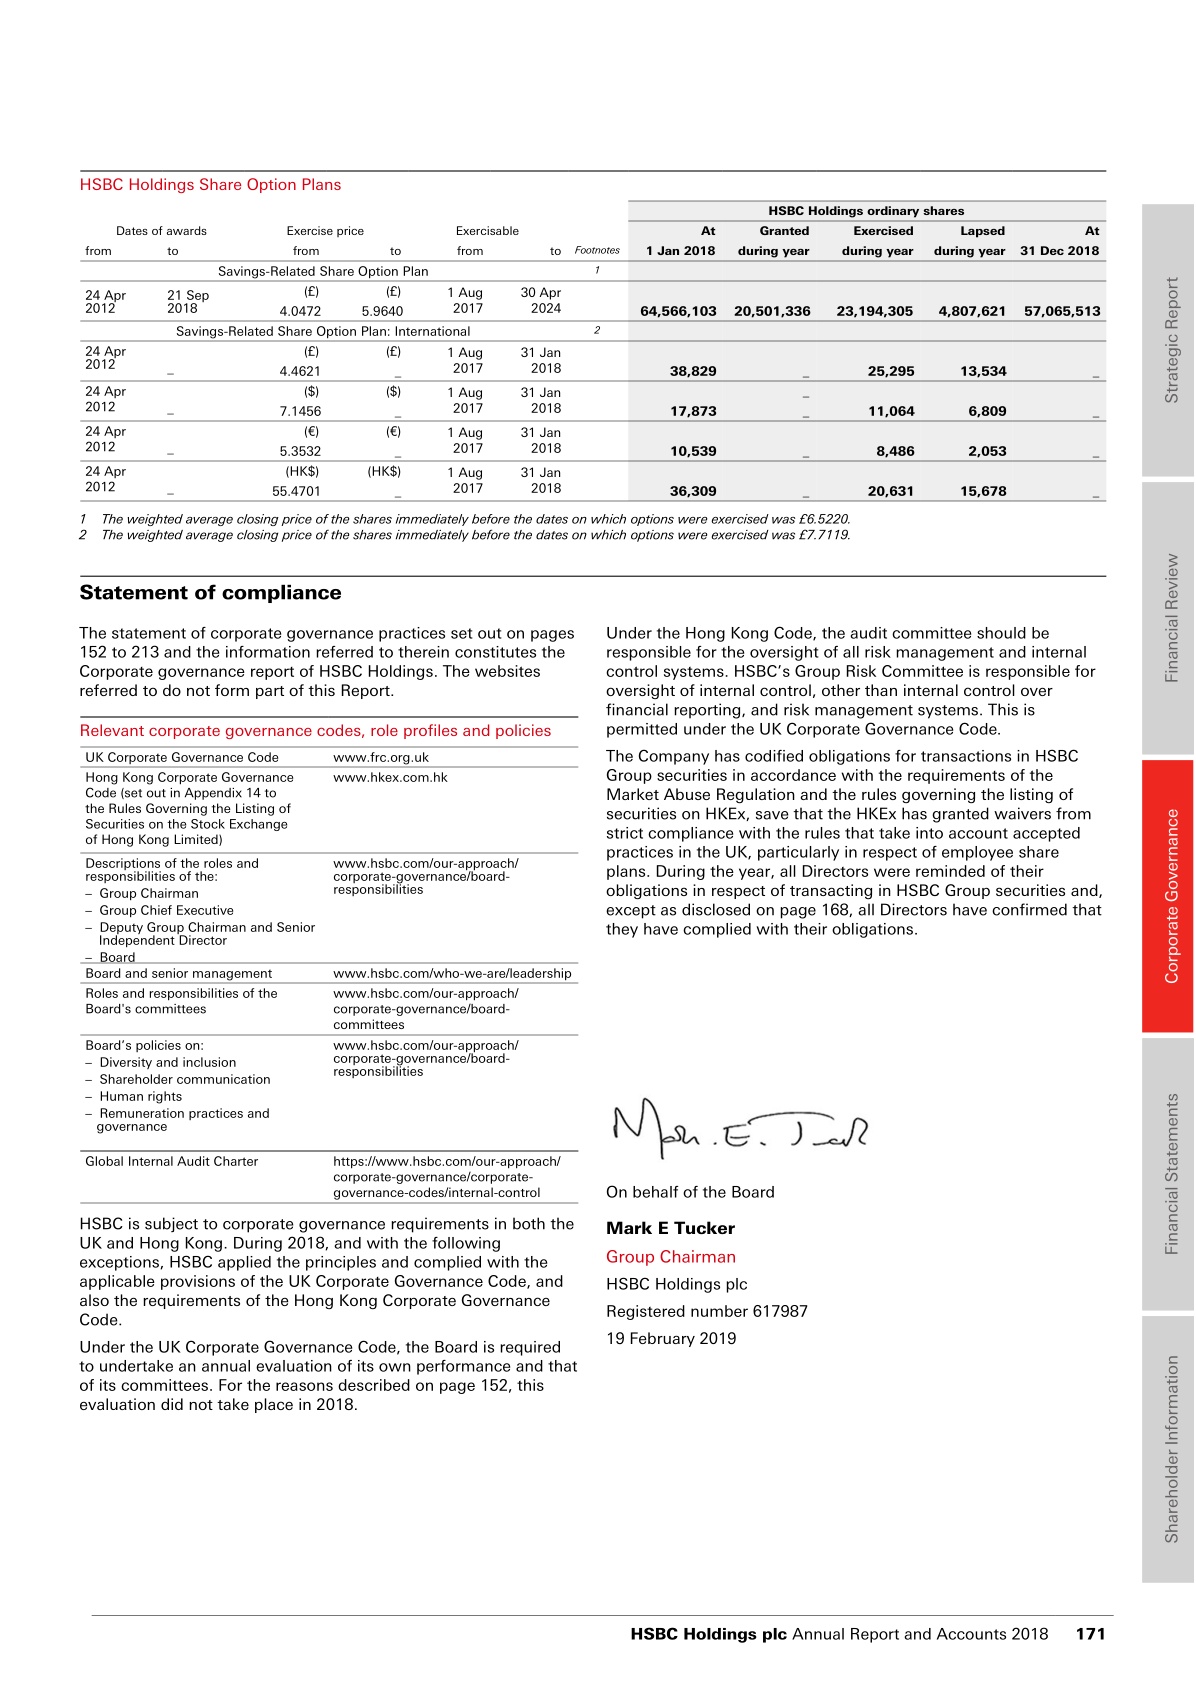 HSBC Holdings Share Option Plans
HSBC Holdings ordinary shares
Dates of awards Exercise price Exercisable At Granted Exercised Lapsed At
from to from to from to Footnotes 1 Jan 2018 during year during year during year 31 Dec 2018
Savings-Related Share Option Plan 1
24 Apr 21 Sep (£) (£) 1 Aug 30 Apr
2012 2018 4.0472 5.9640 2017 2024 64,566,103 20,501,336 23,194,305 4,807,621 57,065,513
Savings-Related Share Option Plan: International 2
24 Apr (£) (£) 1 Aug 31 Jan
2012 – 4.4621 – 2017 2018 38,829 – 25,295 13,534 –
24 Apr ($) ($) 1 Aug 31 Jan –
2012 – 7.1456 – 2017 2018 17,873 – 11,064 6,809 –
24 Apr (€) (€) 1 Aug 31 Jan
2012 – 5.3532 – 2017 2018 10,539 – 8,486 2,053 –
24 Apr (HK$) (HK$) 1 Aug 31 Jan
2012 – 55.4701 – 2017 2018 36,309 – 20,631 15,678 –
1 The weighted average closing price of the shares immediately before the dates on which options were exercised was £6.5220.
2 The weighted average closing price of the shares immediately before the dates on which options were exercised was £7.7119.
Statement of compliance
The statement of corporate governance practices set out on pages
152 to 213 and the information referred to therein constitutes the
Corporate governance report of HSBC Holdings. The websites
referred to do not form part of this Report.
Relevant corporate governance codes, role profiles and policies
UK Corporate Governance Code www.frc.org.uk
Hong Kong Corporate Governance www.hkex.com.hk
Code (set out in Appendix 14 to
the Rules Governing the Listing of
Securities on the Stock Exchange
of Hong Kong Limited)
Descriptions of the roles and www.hsbc.com/our-approach/
responsibilities of the: corporate-governance/board-
– Group Chairman responsibilities
– Group Chief Executive
– Deputy Group Chairman and Senior
Independent Director
– Board
Board and senior management www.hsbc.com/who-we-are/leadership
Roles and responsibilities of the www.hsbc.com/our-approach/
Board's committees corporate-governance/board-
committees
Board's policies on: www.hsbc.com/our-approach/
– Diversity and inclusion corporate-governance/board-
– Shareholder communication responsibilities
– Human rights
– Remuneration practices and
governance
Global Internal Audit Charter https://www.hsbc.com/our-approach/
corporate-governance/corporate-
governance-codes/internal-control
HSBC is subject to corporate governance requirements in both the
UK and Hong Kong. During 2018, and with the following
exceptions, HSBC applied the principles and complied with the
applicable provisions of the UK Corporate Governance Code, and
also the requirements of the Hong Kong Corporate Governance
Code.
Under the UK Corporate Governance Code, the Board is required
to undertake an annual evaluation of its own performance and that
of its committees. For the reasons described on page 152, this
evaluation did not take place in 2018.
Under the Hong Kong Code, the audit committee should be
responsible for the oversight of all risk management and internal
control systems. HSBC's Group Risk Committee is responsible for
oversight of internal control, other than internal control over
financial reporting, and risk management systems. This is
permitted under the UK Corporate Governance Code.
The Company has codified obligations for transactions in HSBC
Group securities in accordance with the requirements of the
Market Abuse Regulation and the rules governing the listing of
securities on HKEx, save that the HKEx has granted waivers from
strict compliance with the rules that take into account accepted
practices in the UK, particularly in respect of employee share
plans. During the year, all Directors were reminded of their
obligations in respect of transacting in HSBC Group securities and,
except as disclosed on page 168, all Directors have confirmed that
they have complied with their obligations.
On behalf of the Board
Mark E Tucker
Group Chairman
HSBC Holdings plc
Registered number 617987
19 February 2019
Strategic Report
Financial Review
Corporate Governance
Financial Statements
Shareholder Information
HSBC Holdings plc Annual Report and Accounts 2018 171